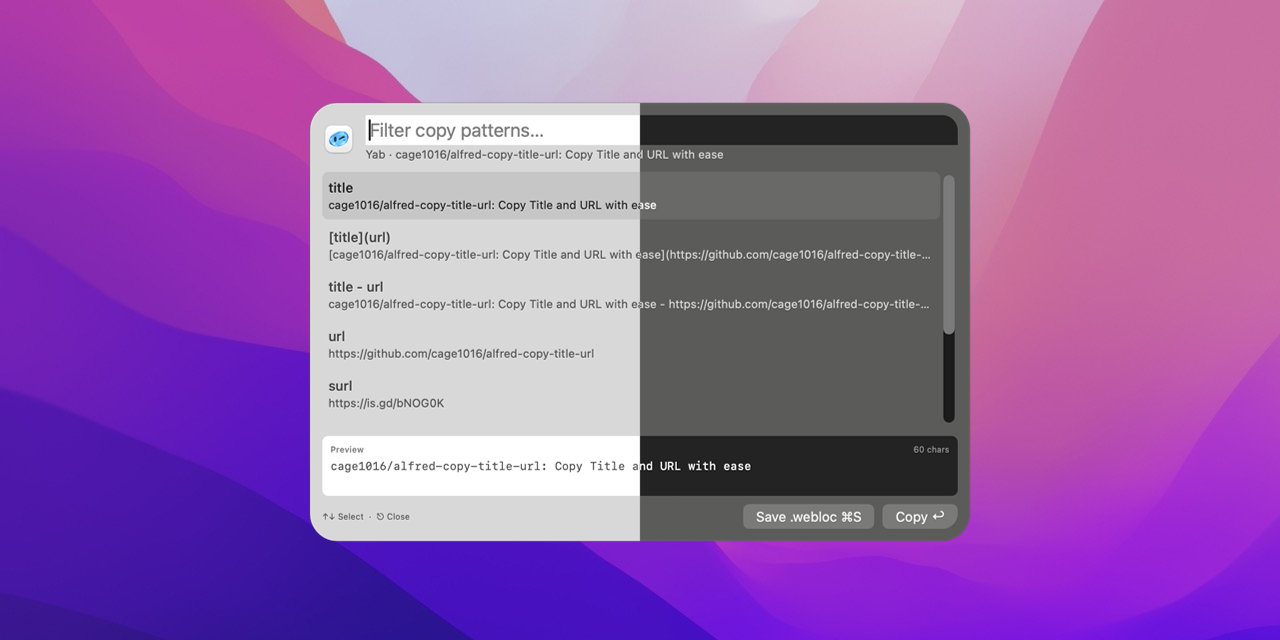 Filter copy patterns...
Yab · cage1016/alfred-copy-title-url: Copy Title and URL with ease
title
cage1016/alfred-copy-title-url: Copy Title and URL with ease
[title](url)
[cage1016/alfred-copy-title-url: Copy Title and URL with ease](https://github.com/cage1016/alfred-copy-title-...
title - url
cage1016/alfred-copy-title-url: Copy Title and URL with ease - https://github.com/cage1016/alfred-copy-title-...
url
https://github.com/cage1016/alfred-copy-title-url
surl
https://is.gd/bNOG0K
Preview 60 chars
cage1016/alfred-copy-title-url: Copy Title and URL with ease
↑↓ Select · ⎋ Close Save .webloc ⌘S Copy ↩